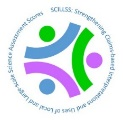 SCILLSS: Strengthening Claims-based Interpretations and Uses of Local and Large-scale Science Assessment Scores